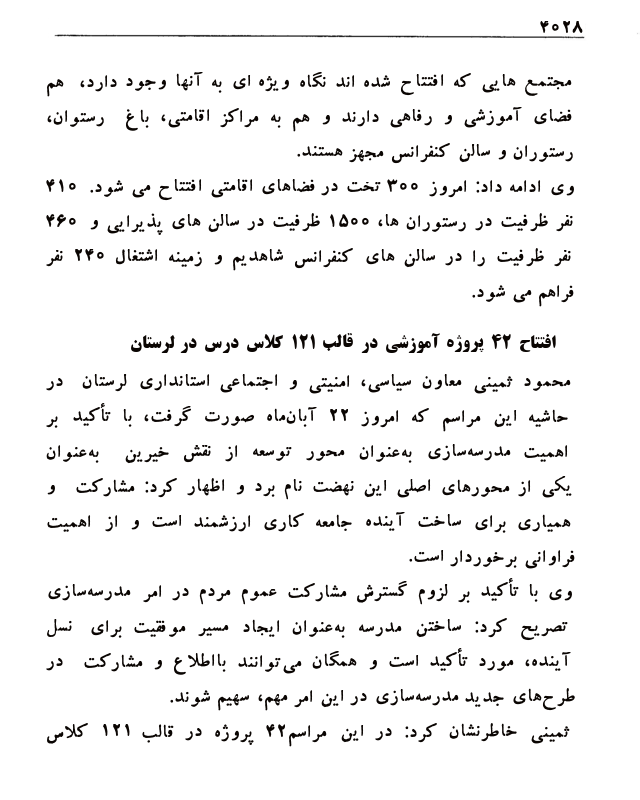 ۴۰۲۸
مجتمع هایی که افتتاح شده اند نگاه ویژه ای به آنها وجود دارد، هم
فضای آموزشی و رفاهی دارند و هم به مراکز اقامتی، باغ رستوان،
رستوران و سالن کنفرانس مجهز هستند.
وی ادامه داد: امروز ۳۰۰ تخت در فضاهای اقامتی افتتاح می شود. ۴۱۰
نفر ظرفیت در رستوران ها، ۱۵۰۰ ظرفیت در سالن های پذیرایی و ۴۶۰
نفر ظرفیت را در سالن های کنفرانس شاهدیم و زمینه اشتغال ۲۴۰ نفر
فراهم می شود.
افتتاح ۴۲ پروژه آموزشی در قالب ۱۲۱ کلاس درس در لرستان
محمود ثمینی معاون سیاسی، امنیتی و اجتماعی استانداری لرستان در
حاشیه این مراسم که امروز ۲۲ آبان‌ماه صورت گرفت، با تأکید بر
اهمیت مدرسه‌سازی به‌عنوان محور توسعه از نقش خیرین به‌عنوان
یکی از محورهای اصلی این نهضت نام برد و اظهار کرد: مشارکت و
همیاری برای ساخت آینده جامعه کاری ارزشمند است و از اهمیت
فراوانی برخوردار است.
وی با تأکید بر لزوم گسترش مشارکت عموم مردم در امر مدرسه‌سازی
تصریح کرد: ساختن مدرسه به‌عنوان ایجاد مسیر موفقیت برای نسل
آینده، مورد تأکید است و همگان می‌توانند بااطلاع و مشارکت در
طرح‌های جدید مدرسه‌سازی در این امر مهم، سهیم شوند.
ثمینی خاطرنشان کرد: در این مراسم۴۲ پروژه در قالب ۱۲۱ کلاس